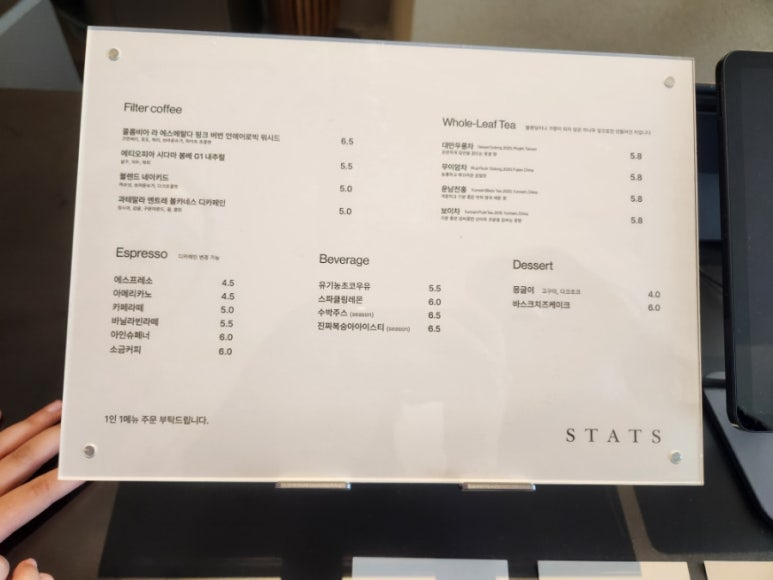 Filter coffee
콜롬비아 라 에스메랄다 핑크 버번 언에어로빅 워시드 6.5
에티오피아 시다마 봄베 G1 내추럴 5.5
블렌드 네이키드 5.0
과테말라 엔트레 볼카네스 디카페인 5.0
Whole-Leaf Tea
대만우롱차 5.8
무이암차 5.8
운남전홍 5.8
보이차 5.8
Espresso 디카페인 변경 가능
에스프레소 4.5
아메리카노 4.5
카페라떼 5.0
바닐라빈라떼 5.5
아인슈페너 6.0
소금커피 6.0
Beverage
유기농초코우유 5.5
스파클링레몬 6.0
수박주스 (season) 6.5
진짜복숭아아이스티 (season) 6.5
Dessert
몽글이 고구마, 다크초코 4.0
바스크치즈케이크 6.0
1인 1메뉴 주문 부탁드립니다.
STATS